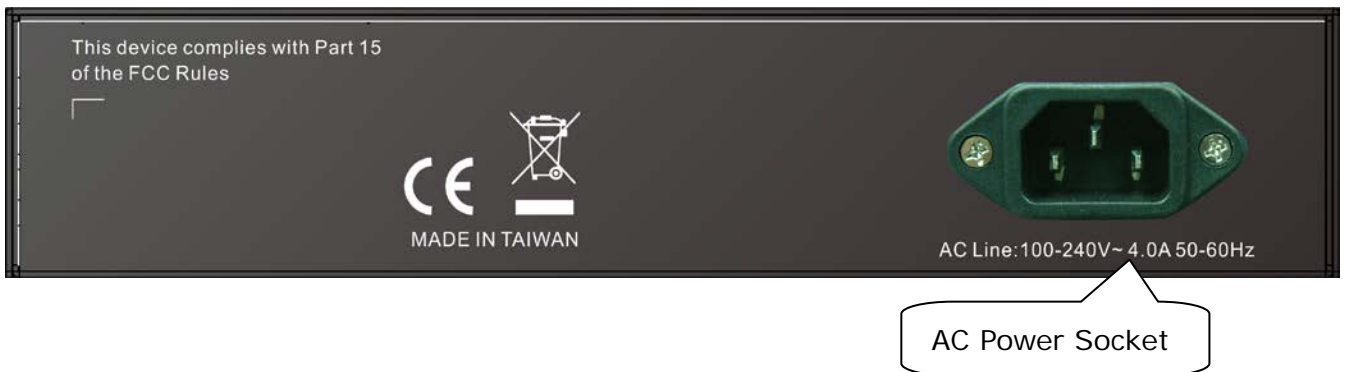 This device complies with Part 15
of the FCC Rules
CE
MADE IN TAIWAN
AC Line:100-240V~ 4.0A 50-60Hz
AC Power Socket